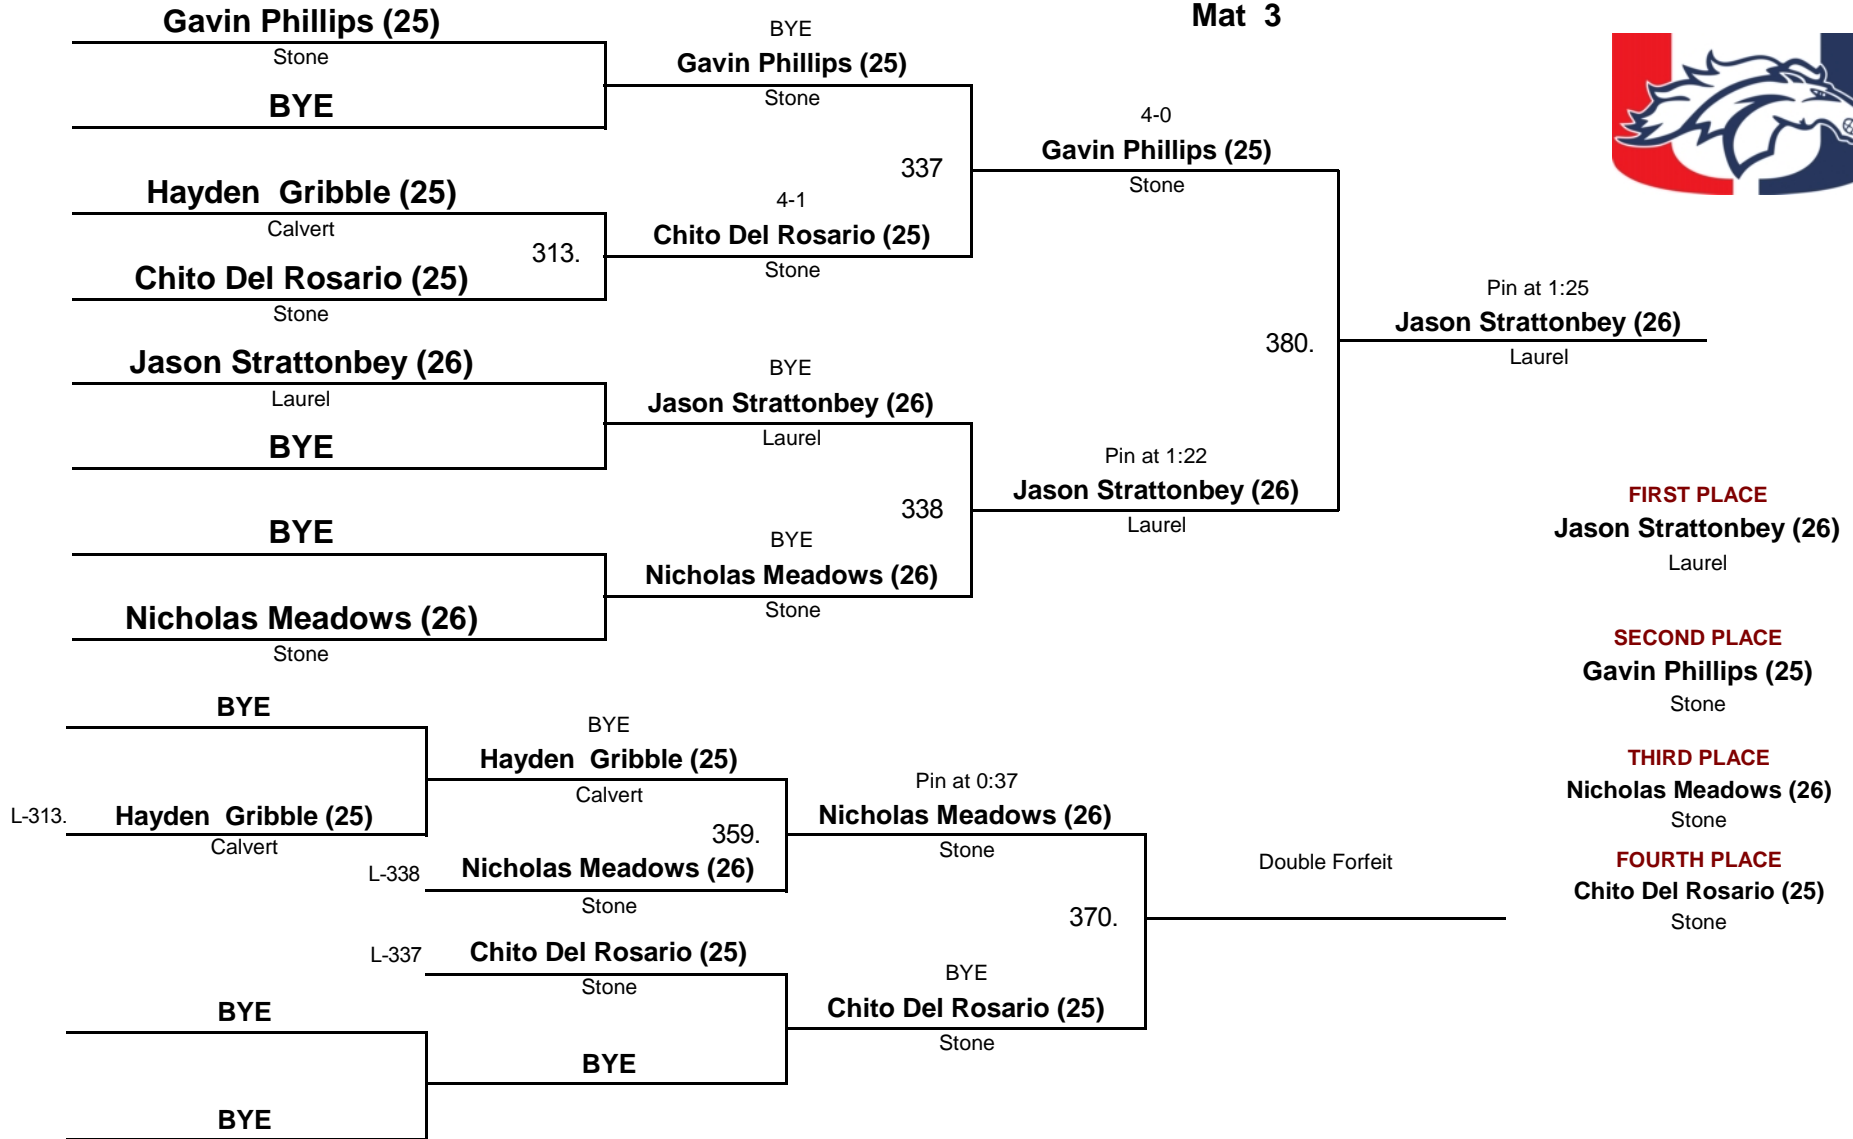 Mat 3
Gavin Phillips (25)
Stone
BYE
Hayden Gribble (25)
Calvert
313.
Chito Del Rosario (25)
Stone
Jason Strattonbey (26)
Laurel
BYE
BYE
Nicholas Meadows (26)
Stone
BYE
Gavin Phillips (25)
Stone
337
4-1
Chito Del Rosario (25)
Stone
BYE
Jason Strattonbey (26)
Laurel
338
BYE
Nicholas Meadows (26)
Stone
4-0
Gavin Phillips (25)
Stone
380.
Pin at 1:22
Jason Strattonbey (26)
Laurel
Pin at 1:25
Jason Strattonbey (26)
Laurel
FIRST PLACE
Jason Strattonbey (26)
Laurel
SECOND PLACE
Gavin Phillips (25)
Stone
THIRD PLACE
Nicholas Meadows (26)
Stone
FOURTH PLACE
Chito Del Rosario (25)
Stone
BYE
L-313.
Hayden Gribble (25)
Calvert
BYE
Hayden Gribble (25)
Calvert
359.
L-338
Nicholas Meadows (26)
Stone
L-337
Chito Del Rosario (25)
Stone
BYE
BYE
BYE
Pin at 0:37
Nicholas Meadows (26)
Stone
370.
BYE
Chito Del Rosario (25)
Stone
Double Forfeit